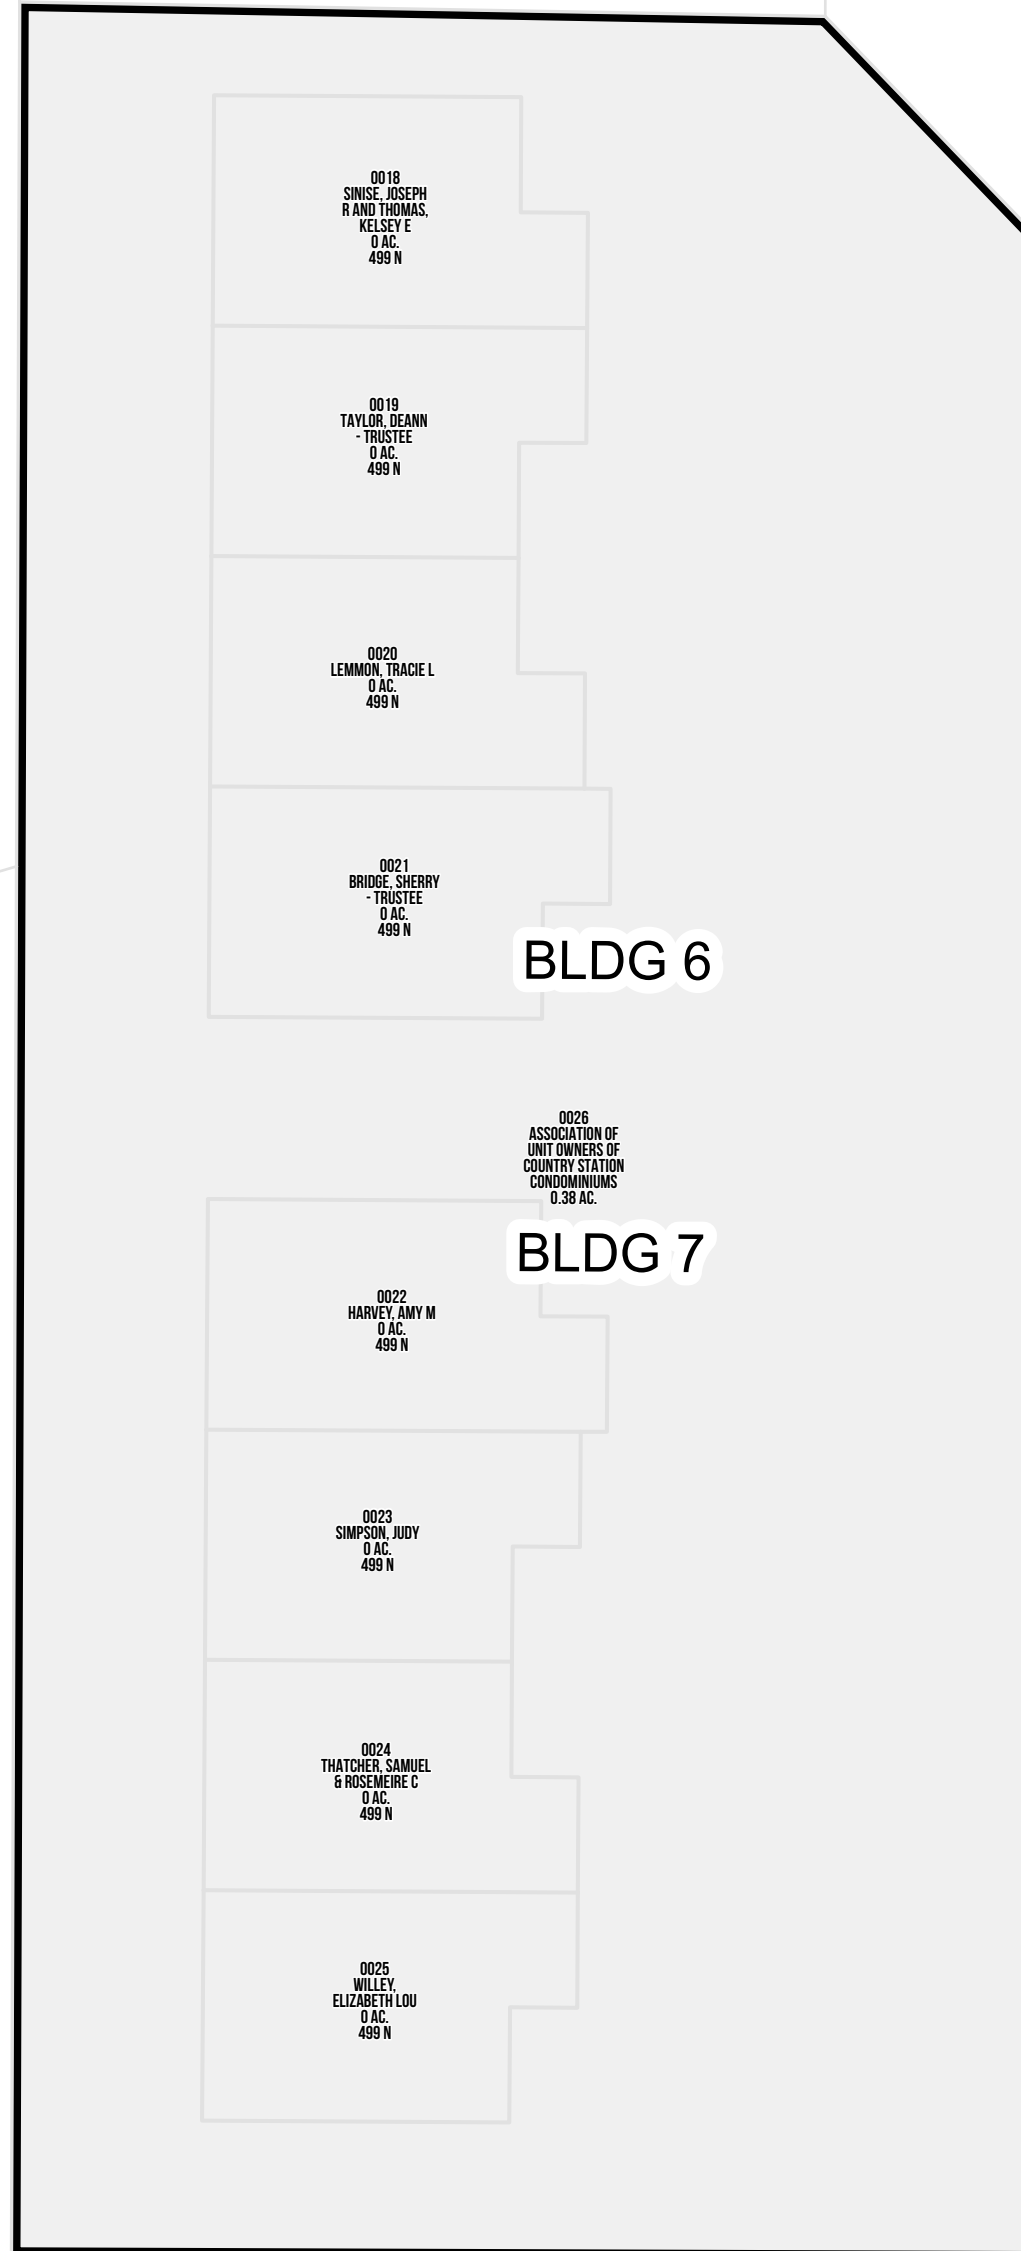 0018
SINISE, JOSEPH
R AND THOMAS,
KELSEY E
0 AC.
499 N
0019
TAYLOR, DEANN
- TRUSTEE
0 AC.
499 N
0020
LEMMON, TRACIE L
0 AC.
499 N
0021
BRIDGE, SHERRY
- TRUSTEE
0 AC.
499 N
BLDG 6
0026
ASSOCIATION OF
UNIT OWNERS OF
COUNTRY STATION
CONDOMINIUMS
0.38 AC.
BLDG 7
0022
HARVEY, AMY M
0 AC.
499 N
0023
SIMPSON, JUDY
0 AC.
499 N
0024
THATCHER, SAMUEL
& ROSEMEIRE C
0 AC.
499 N
0025
WILLEY,
ELIZABETH LOU
0 AC.
499 N